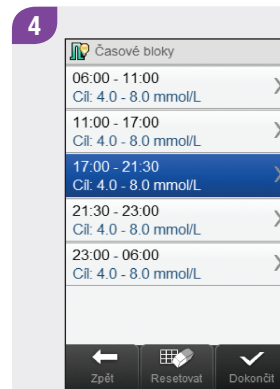 4
Časové bloky
06:00 - 11:00
Cíl: 4.0 - 8.0 mmol/L
11:00 - 17:00
Cíl: 4.0 - 8.0 mmol/L
17:00 - 21:30
Cíl: 4.0 - 8.0 mmol/L
21:30 - 23:00
Cíl: 4.0 - 8.0 mmol/L
23:00 - 06:00
Cíl: 4.0 - 8.0 mmol/L
Zpět Resetovat Dokončit